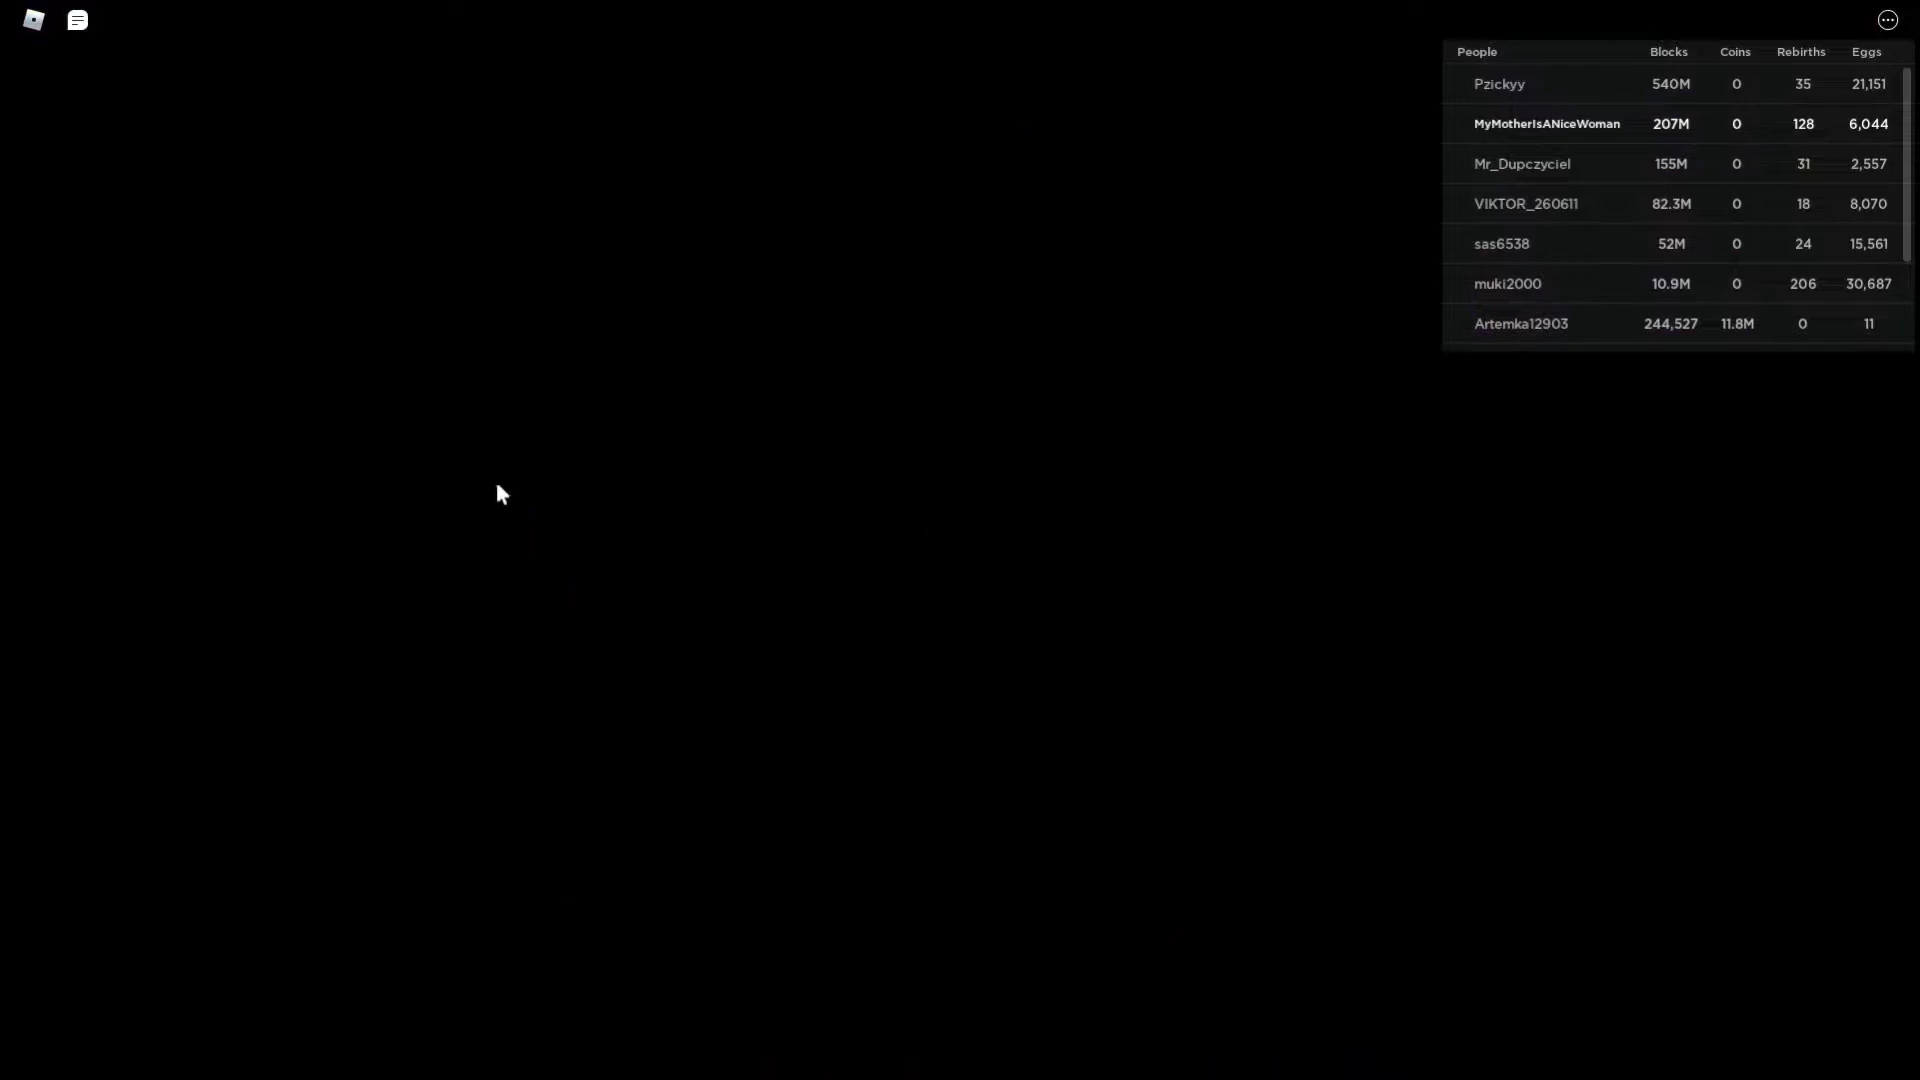 People Blocks Coins Rebirths Eggs
Pzickyy 540M 0 35 21,151
MyMotherIsANiceWoman 207M 0 128 6,044
Mr_Dupczyciel 155M 0 31 2,557
VIKTOR_260611 82.3M 0 18 8,070
sas6538 52M 0 24 15,561
muki2000 10.9M 0 206 30,687
Artemka12903 244,527 11.8M 0 11